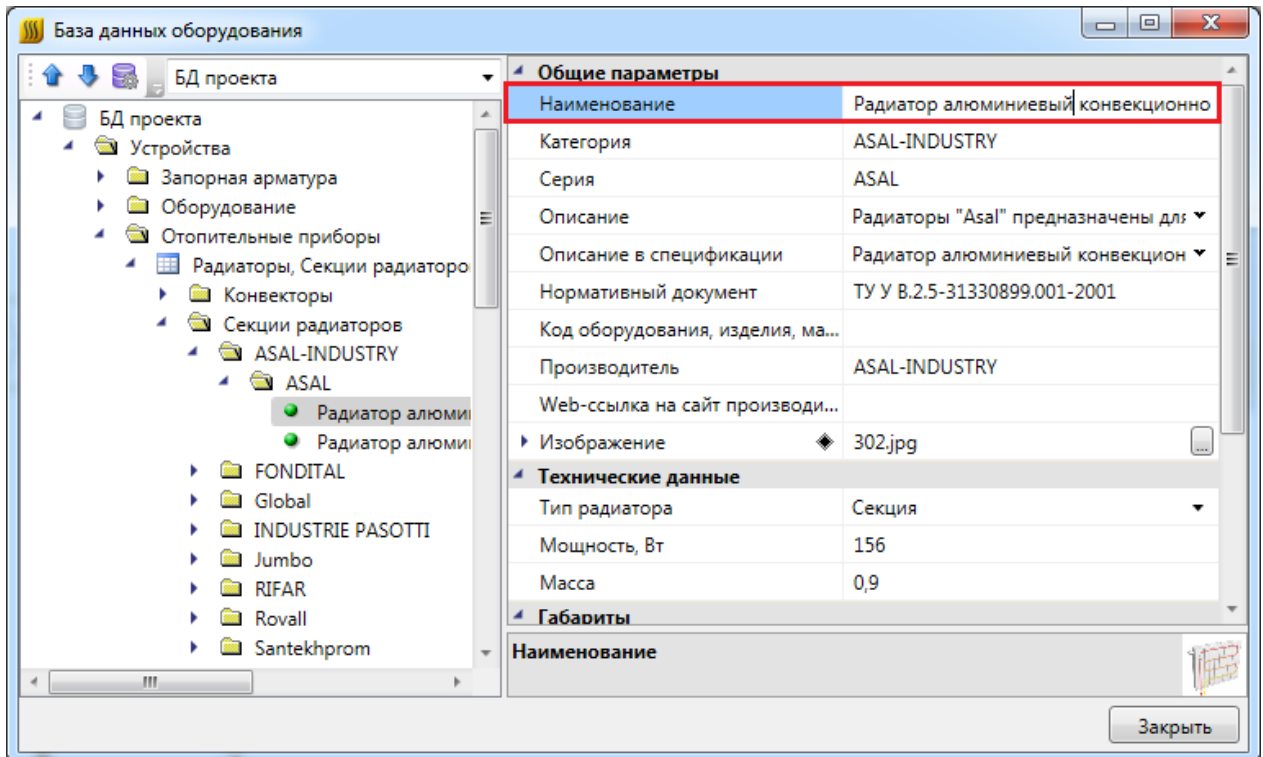 База данных оборудования
БД проекта
БД проекта
Устройства
Запорная арматура
Оборудование
Отопительные приборы
Радиаторы, Секции радиаторо
Конвекторы
Секции радиаторов
ASAL-INDUSTRY
ASAL
Радиатор алюми
Радиатор алюми
FONDITAL
Global
INDUSTRIE PASOTTI
Jumbo
RIFAR
Rovall
Santekhprom
Общие параметры
Наименование Радиатор алюминиевый конвекционно
Категория ASAL-INDUSTRY
Серия ASAL
Описание Радиаторы "Asal" предназначены для
Описание в спецификации Радиатор алюминиевый конвекцион
Нормативный документ ТУ У В.2.5-31330899.001-2001
Код оборудования, изделия, ма...
Производитель ASAL-INDUSTRY
Web-ссылка на сайт производи...
Изображение 302.jpg ...
Технические данные
Тип радиатора Секция
Мощность, Вт 156
Масса 0,9
Габариты
Наименование
Закрыть